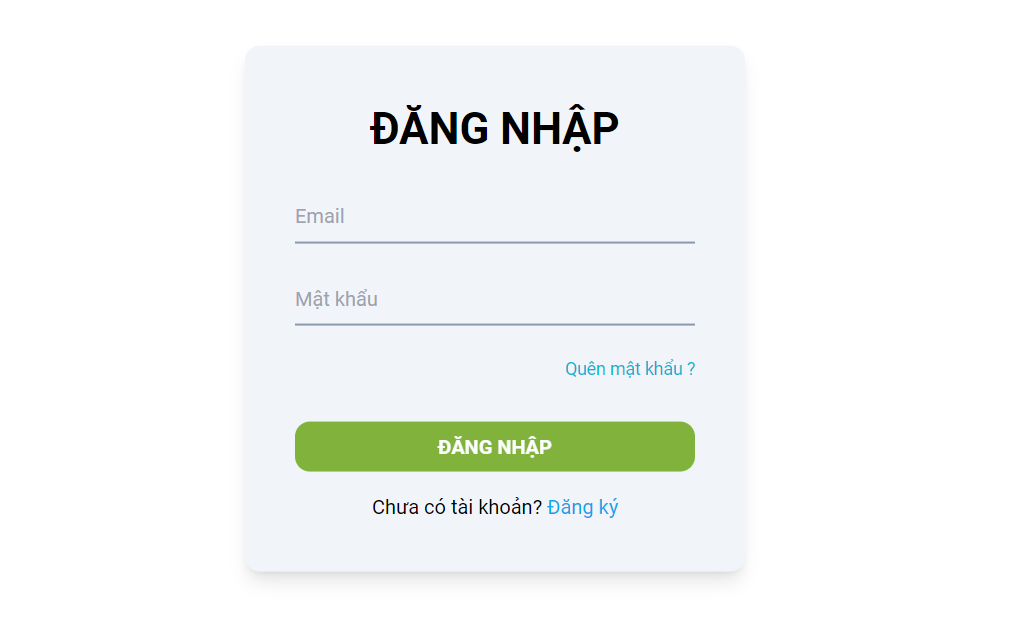 ĐĂNG NHẬP
Email
Mật khẩu
Quên mật khẩu ?
ĐĂNG NHẬP
Chưa có tài khoản? Đăng ký